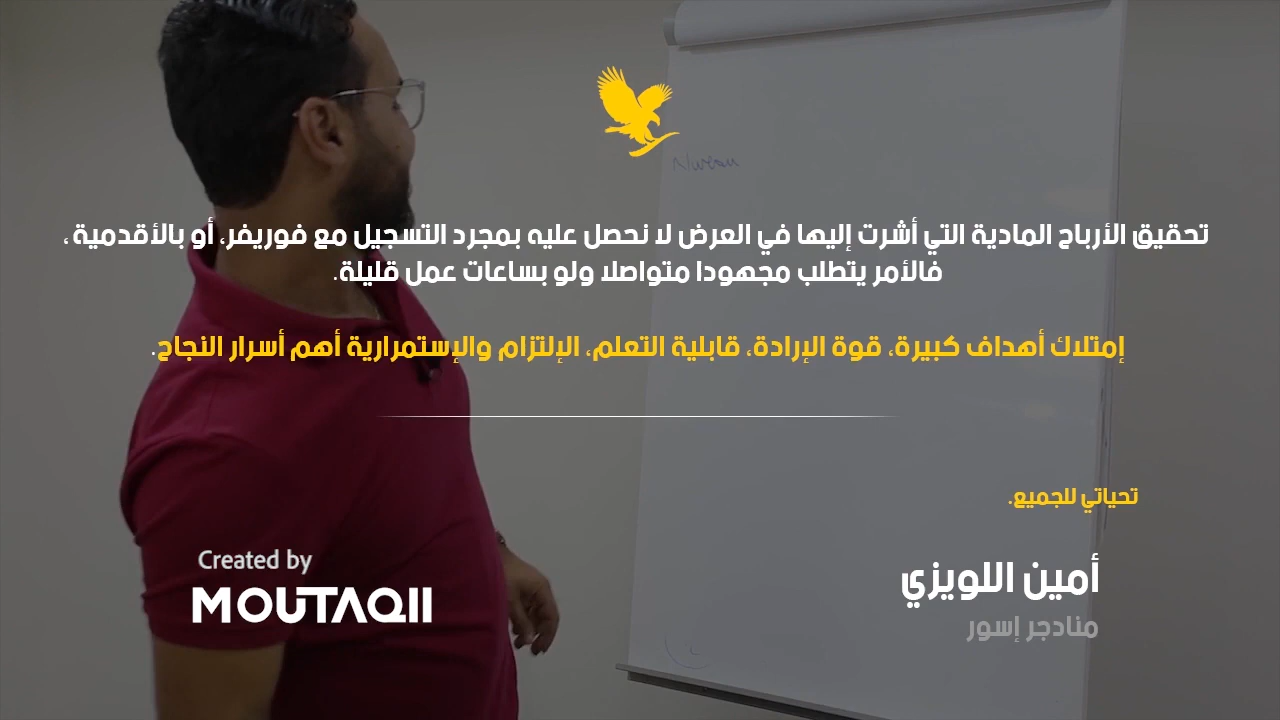 Niveau
تحقيق الأرباح المادية التي أشرت إليها في العرض لا نحصل عليه بمجرد التسجيل مع فوريفر، أو بالأقدمية ،
فالأمر يتطلب مجهودا متواصلا ولو بساعات عمل قليلة.
إمتلاك أهداف كبيرة، قوة الإرادة، قابلية التعلم، الإلتزام والإستمرارية أهم أسرار النجاح.
تحياتي للجميع.
أمين اللويزي
منادجر إسور
Created by
MOUTAQII